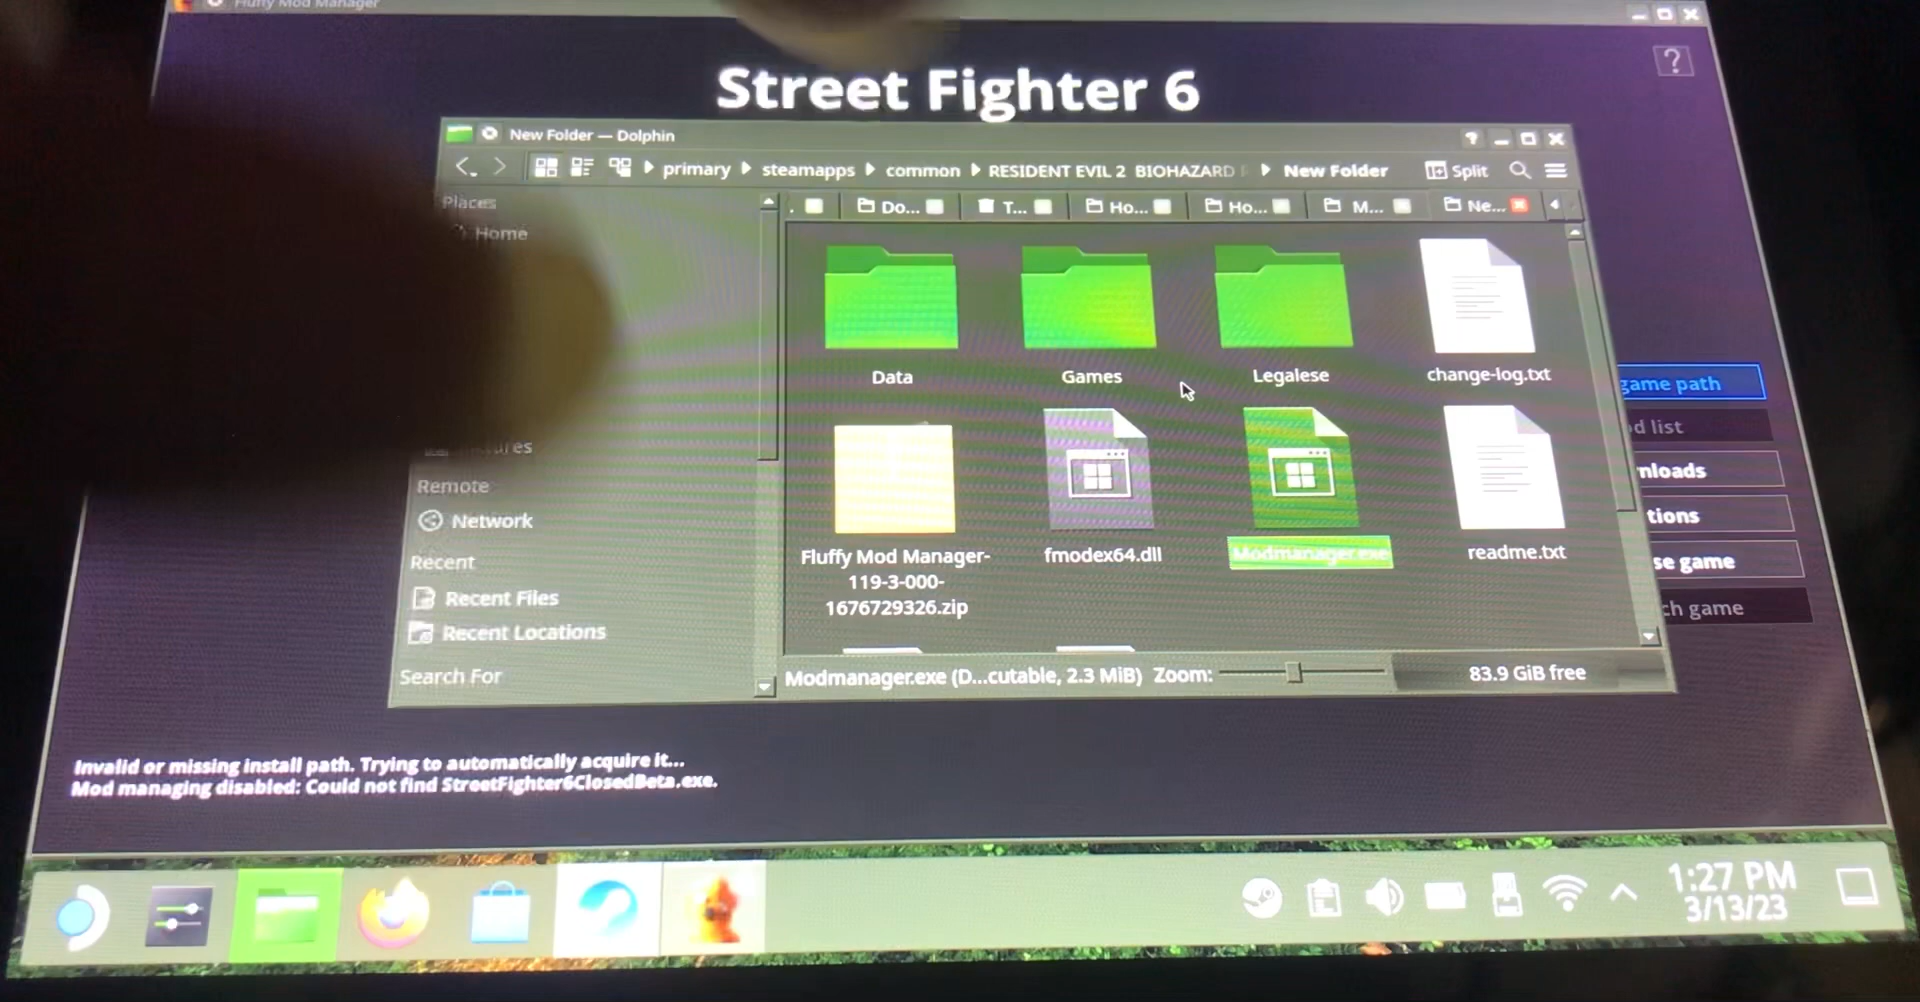 Fluffy Mod Manager
?
Street Fighter 6
New Folder — Dolphin
primary steamapps common RESIDENT EVIL 2 BIOHAZARD New Folder
Split
Places
Do... T... Ho... Ho... M... Ne...
Home
Data Games Legalese change-log.txt
game path
d list
Remote
nloads
Network
tions
Fluffy Mod Manager-
119-3-000-
1676729326.zip
fmodex64.dll
Modmanager.exe
readme.txt
Recent
se game
Recent Files
ch game
Recent Locations
Search For
Modmanager.exe (D...cutable, 2.3 MiB) Zoom: 83.9 GiB free
Invalid or missing install path. Trying to automatically acquire it...
Mod managing disabled: Could not find StreetFighter6ClosedBeta.exe.
1:27 PM
3/13/23